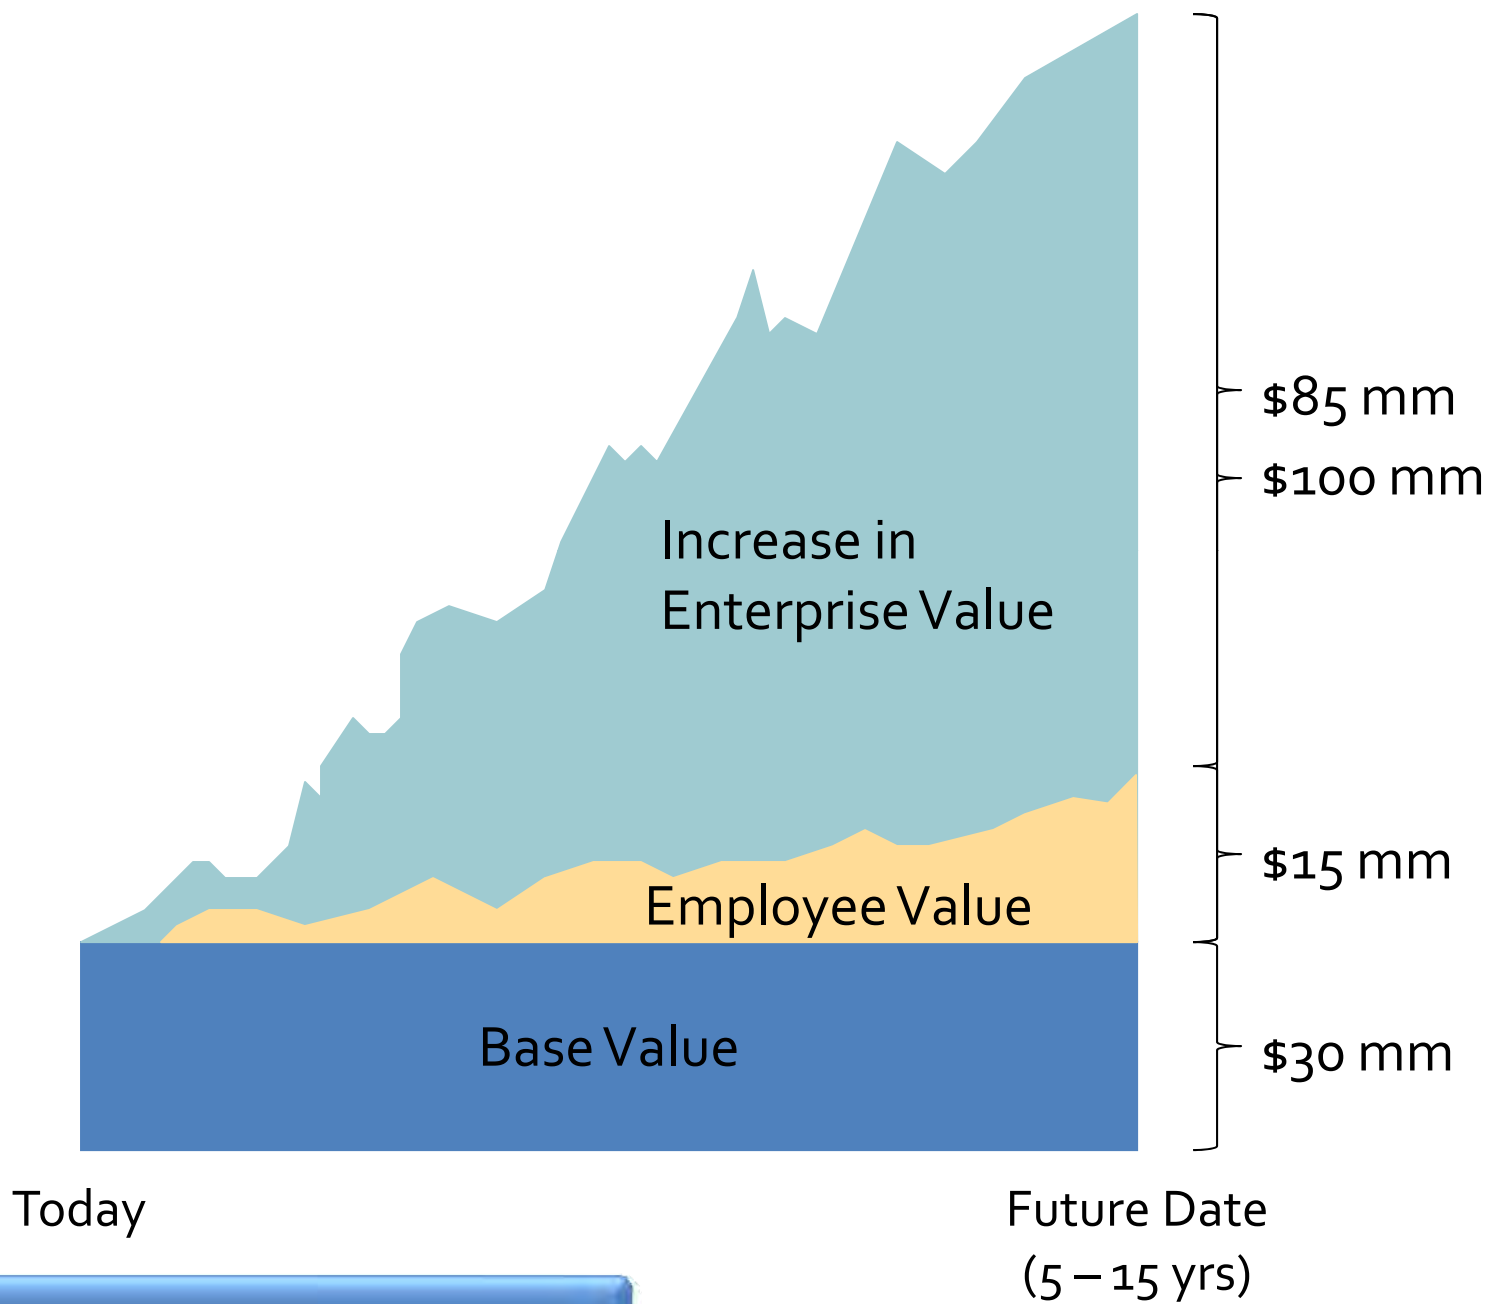 $85 mm
$100 mm
Increase in
Enterprise Value
$15 mm
Employee Value
Base Value
$30 mm
Today
Future Date
(5 – 15 yrs)